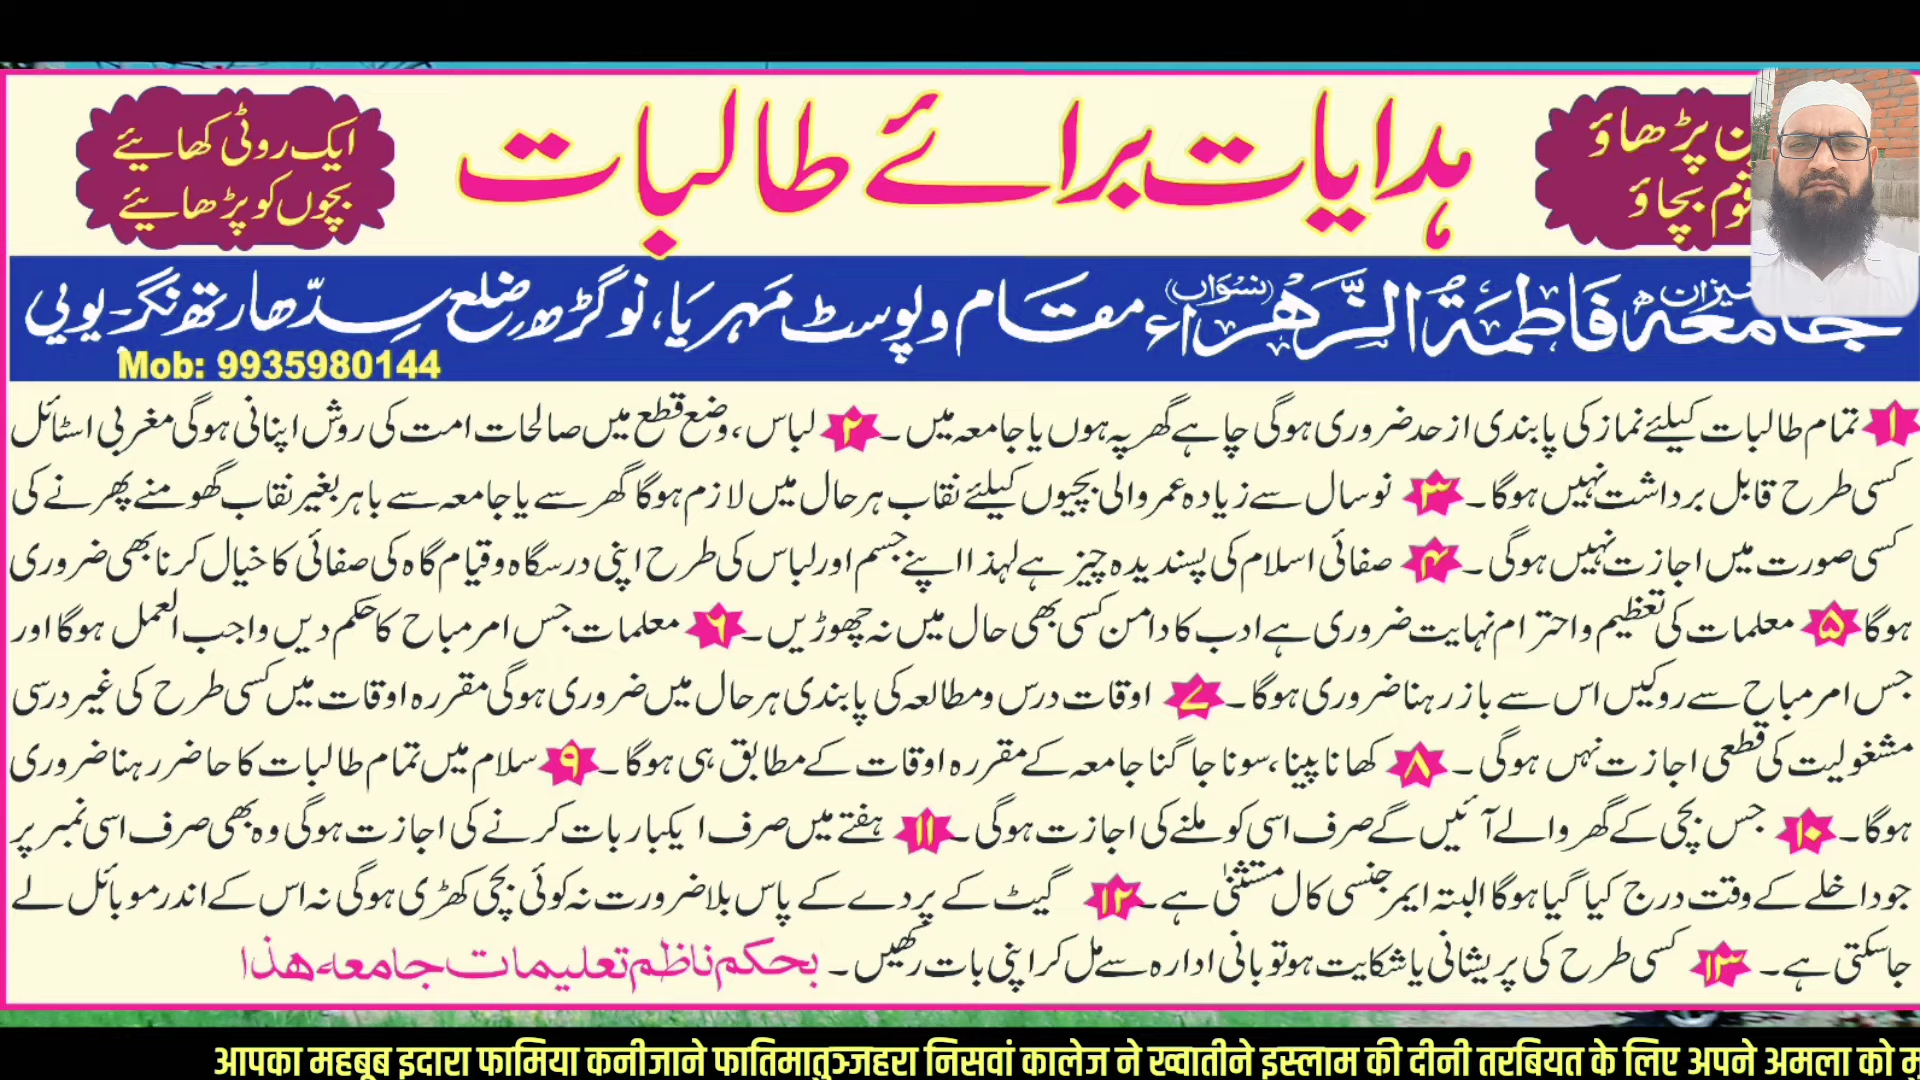 ن پڑھاؤ
قوم بچاؤ
ہدایات برائے طالبات
ایک روٹی کھائیے
بچوں کو پڑھائیے
جامعہ فَاطمَۃُ الزَّھراء (نسواں) مقام و پوسٹ مَہریَا، نوگڑھ ضلع سِدّھارتھ نگر۔یوپی
Mob: 9935980144
۱ تمام طالبات کیلئے نماز کی پابندی از حد ضروری ہوگی چاہے گھر پہ ہوں یا جامعہ میں۔ ۲ لباس، وضع قطع میں صالحات امت کی روش اپنانی ہوگی مغربی اسٹائل
کسی طرح قابل برداشت نہیں ہوگا۔ ۳ نو سال سے زیادہ عمر والی بچیوں کیلئے نقاب ہر حال میں لازم ہوگا گھر سے یا جامعہ سے باہر بغیر نقاب گھومنے پھرنے کی
کسی صورت میں اجازت نہیں ہوگی۔ ۴ صفائی اسلام کی پسندیدہ چیز ہے لہذا اپنے جسم اور لباس کی طرح اپنی درسگاہ و قیام گاہ کی صفائی کا خیال کرنا بھی ضروری
ہوگا ۵ معلمات کی تعظیم و احترام نہایت ضروری ہے ادب کا دامن کسی بھی حال میں نہ چھوڑیں۔ ۶ معلمات جس امر مباح کا حکم دیں واجب العمل ہوگا اور
جس امر مباح سے روکیں اس سے باز رہنا ضروری ہوگا۔ ۷ اوقات درس و مطالعہ کی پابندی ہر حال میں ضروری ہوگی مقررہ اوقات میں کسی طرح کی غیر درسی
مشغولیت کی قطعی اجازت نہں ہوگی۔ ۸ کھانا پینا، سونا جاگنا جامعہ کے مقررہ اوقات کے مطابق ہی ہوگا۔ ۹ سلام میں تمام طالبات کا حاضر رہنا ضروری
ہوگا۔ ۱۰ جس بچی کے گھر والے آئیں گے صرف اسی کو ملنے کی اجازت ہوگی۔ ۱۱ ہفتے میں صرف ایکبار بات کرنے کی اجازت ہوگی وہ بھی صرف اسی نمبر پر
جو داخلے کے وقت درج کیا گیا ہوگا البتہ ایمرجنسی کال مستثنیٰ ہے۔ ۱۲ گیٹ کے پردے کے پاس بلا ضرورت نہ کوئی بچی کھڑی ہوگی نہ اس کے اندر موبائل لے
جاسکتی ہے۔ ۱۳ کسی طرح کی پریشانی یا شکایت ہو تو بانی ادارہ سے مل کر اپنی بات رکھیں۔ بحکم ناظم تعلیمات جامعہ ھذا
आपका महबूब इदारा फामिया कनीजाने फातिमातुज्जहरा निसवां कालेज ने ख्वातीने इस्लाम की दीनी तरबियत के लिए अपने अमला को मु